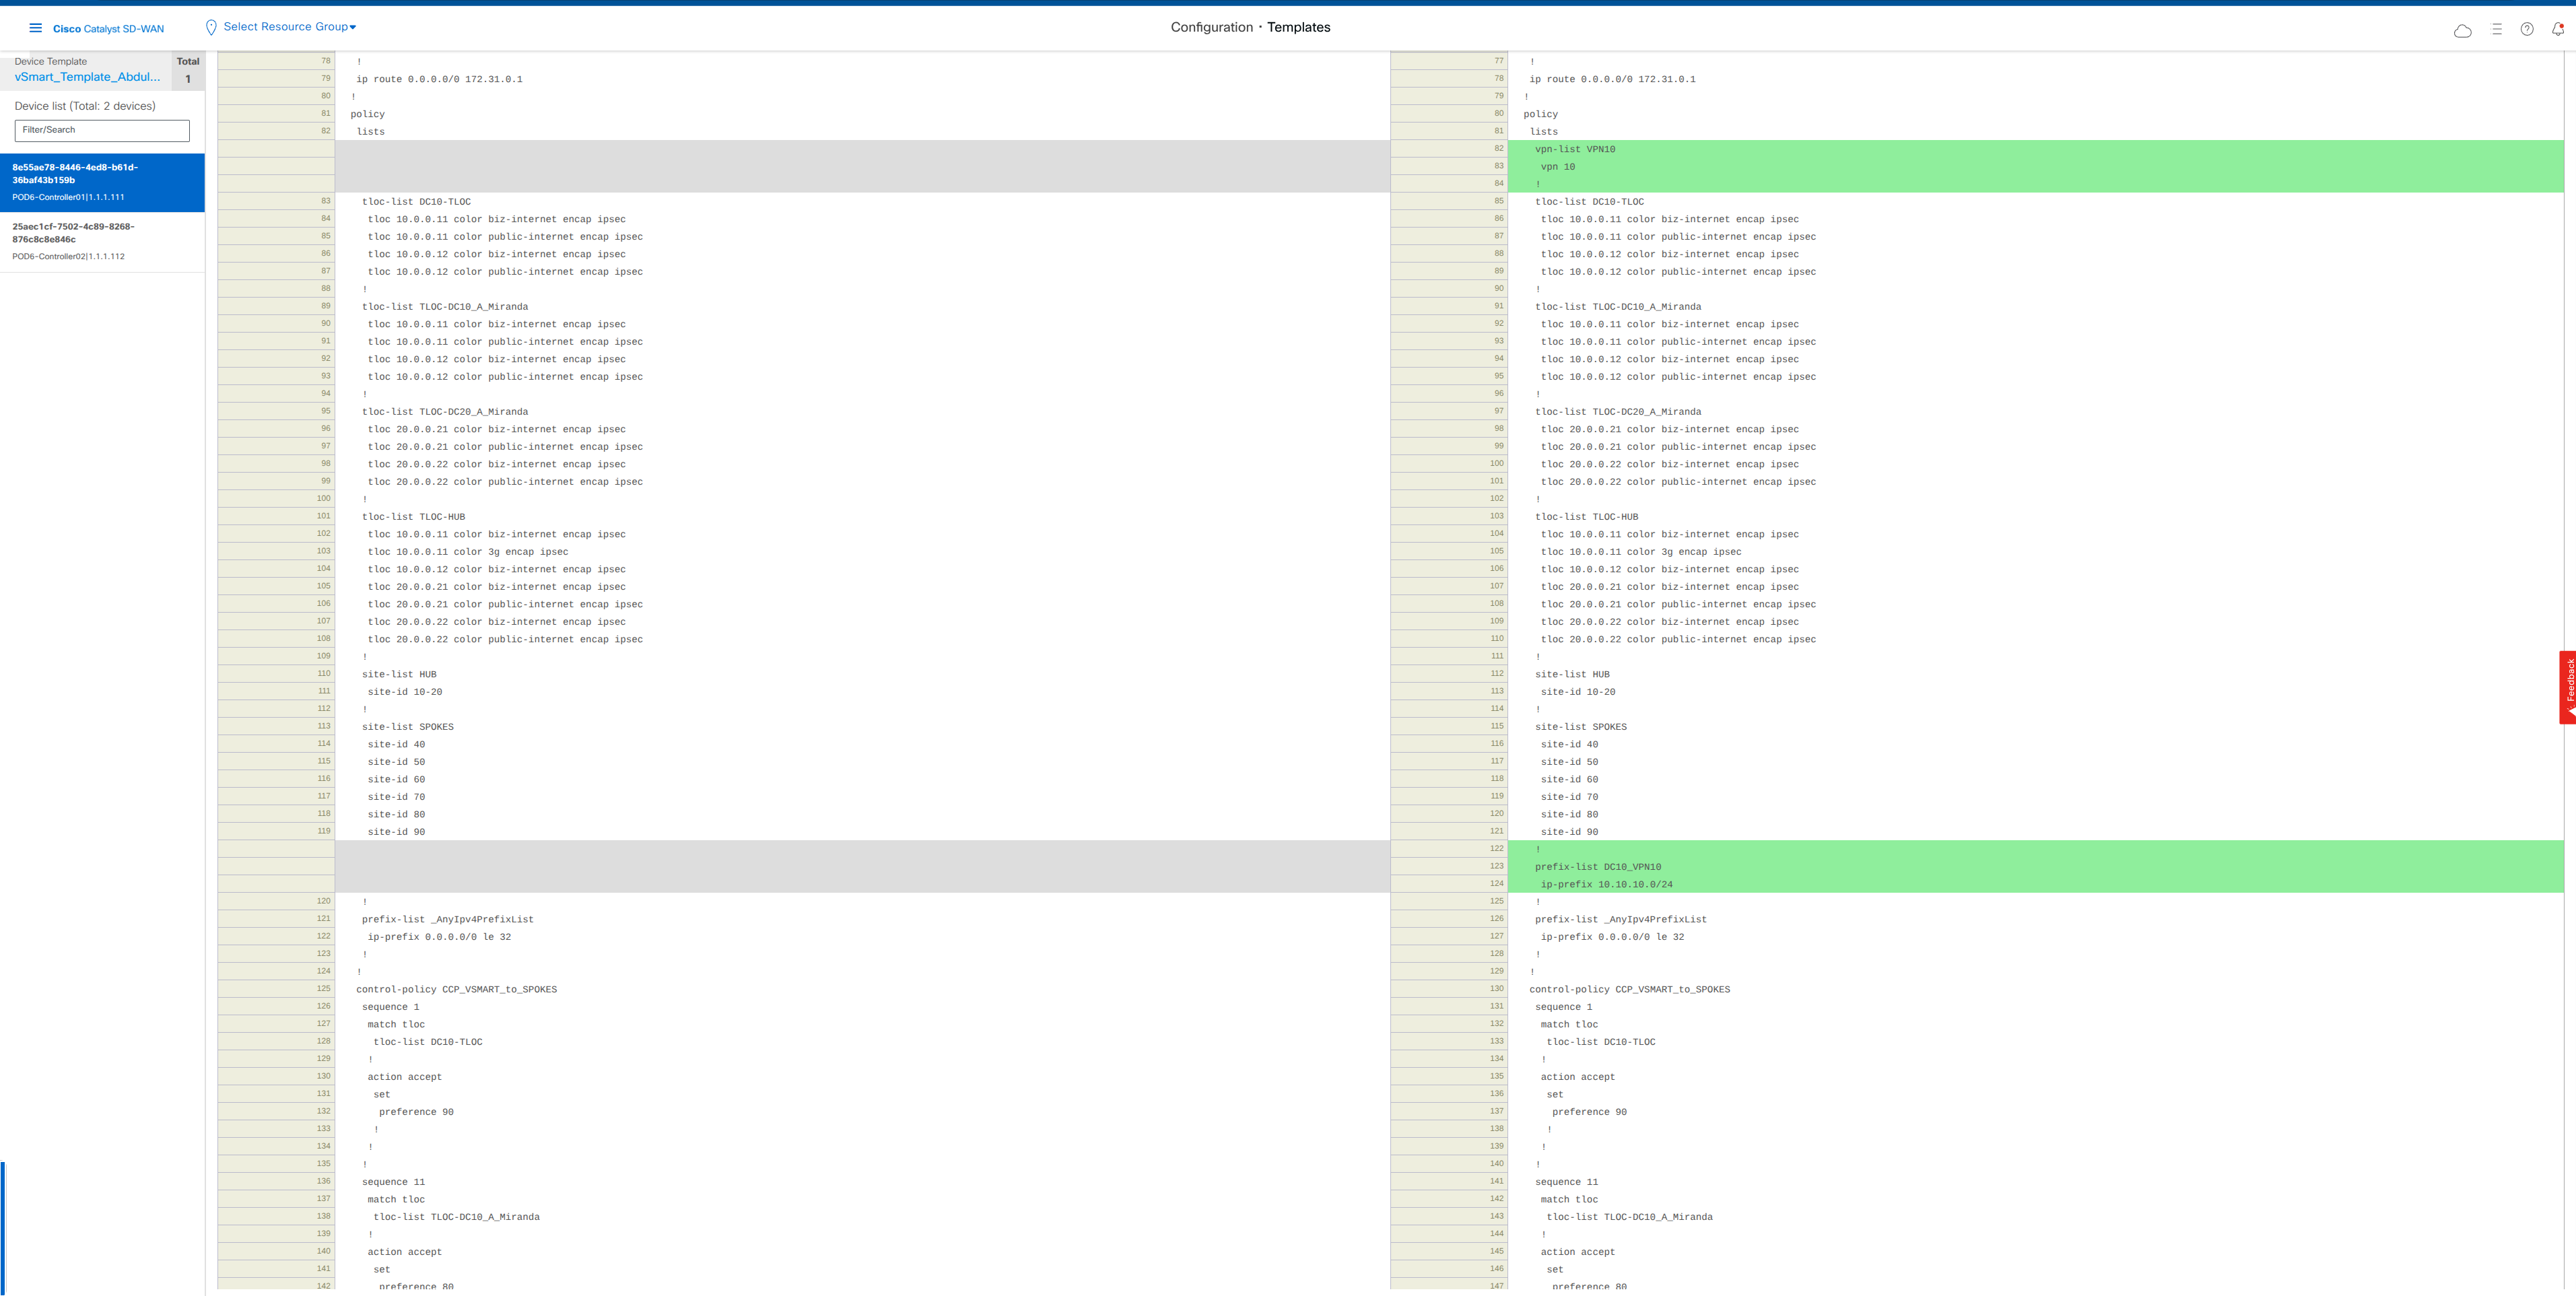 Cisco Catalyst SD-WAN
Select Resource Group
Configuration · Templates
Device Template
vSmart_Template_Abdul...
Total
1
Device list (Total: 2 devices)
Filter/Search
8e55ae78-8446-4ed8-b61d-
36baf43b159b
POD6-Controller01|1.1.1.111
25aec1cf-7502-4c89-8268-
876c8c8e846c
POD6-Controller02|1.1.1.112
78 !
79 ip route 0.0.0.0/0 172.31.0.1
80 !
81 policy
82 lists
83 tloc-list DC10-TLOC
84 tloc 10.0.0.11 color biz-internet encap ipsec
85 tloc 10.0.0.11 color public-internet encap ipsec
86 tloc 10.0.0.12 color biz-internet encap ipsec
87 tloc 10.0.0.12 color public-internet encap ipsec
88 !
89 tloc-list TLOC-DC10_A_Miranda
90 tloc 10.0.0.11 color biz-internet encap ipsec
91 tloc 10.0.0.11 color public-internet encap ipsec
92 tloc 10.0.0.12 color biz-internet encap ipsec
93 tloc 10.0.0.12 color public-internet encap ipsec
94 !
95 tloc-list TLOC-DC20_A_Miranda
96 tloc 20.0.0.21 color biz-internet encap ipsec
97 tloc 20.0.0.21 color public-internet encap ipsec
98 tloc 20.0.0.22 color biz-internet encap ipsec
99 tloc 20.0.0.22 color public-internet encap ipsec
100 !
101 tloc-list TLOC-HUB
102 tloc 10.0.0.11 color biz-internet encap ipsec
103 tloc 10.0.0.11 color 3g encap ipsec
104 tloc 10.0.0.12 color biz-internet encap ipsec
105 tloc 20.0.0.21 color biz-internet encap ipsec
106 tloc 20.0.0.21 color public-internet encap ipsec
107 tloc 20.0.0.22 color biz-internet encap ipsec
108 tloc 20.0.0.22 color public-internet encap ipsec
109 !
110 site-list HUB
111 site-id 10-20
112 !
113 site-list SPOKES
114 site-id 40
115 site-id 50
116 site-id 60
117 site-id 70
118 site-id 80
119 site-id 90
120 !
121 prefix-list _AnyIpv4PrefixList
122 ip-prefix 0.0.0.0/0 le 32
123 !
124 !
125 control-policy CCP_VSMART_to_SPOKES
126 sequence 1
127 match tloc
128 tloc-list DC10-TLOC
129 !
130 action accept
131 set
132 preference 90
133 !
134 !
135 !
136 sequence 11
137 match tloc
138 tloc-list TLOC-DC10_A_Miranda
139 !
140 action accept
141 set
142 preference 80
77 !
78 ip route 0.0.0.0/0 172.31.0.1
79 !
80 policy
81 lists
82 vpn-list VPN10
83 vpn 10
84 !
85 tloc-list DC10-TLOC
86 tloc 10.0.0.11 color biz-internet encap ipsec
87 tloc 10.0.0.11 color public-internet encap ipsec
88 tloc 10.0.0.12 color biz-internet encap ipsec
89 tloc 10.0.0.12 color public-internet encap ipsec
90 !
91 tloc-list TLOC-DC10_A_Miranda
92 tloc 10.0.0.11 color biz-internet encap ipsec
93 tloc 10.0.0.11 color public-internet encap ipsec
94 tloc 10.0.0.12 color biz-internet encap ipsec
95 tloc 10.0.0.12 color public-internet encap ipsec
96 !
97 tloc-list TLOC-DC20_A_Miranda
98 tloc 20.0.0.21 color biz-internet encap ipsec
99 tloc 20.0.0.21 color public-internet encap ipsec
100 tloc 20.0.0.22 color biz-internet encap ipsec
101 tloc 20.0.0.22 color public-internet encap ipsec
102 !
103 tloc-list TLOC-HUB
104 tloc 10.0.0.11 color biz-internet encap ipsec
105 tloc 10.0.0.11 color 3g encap ipsec
106 tloc 10.0.0.12 color biz-internet encap ipsec
107 tloc 20.0.0.21 color biz-internet encap ipsec
108 tloc 20.0.0.21 color public-internet encap ipsec
109 tloc 20.0.0.22 color biz-internet encap ipsec
110 tloc 20.0.0.22 color public-internet encap ipsec
111 !
112 site-list HUB
113 site-id 10-20
114 !
115 site-list SPOKES
116 site-id 40
117 site-id 50
118 site-id 60
119 site-id 70
120 site-id 80
121 site-id 90
122 !
123 prefix-list DC10_VPN10
124 ip-prefix 10.10.10.0/24
125 !
126 prefix-list _AnyIpv4PrefixList
127 ip-prefix 0.0.0.0/0 le 32
128 !
129 !
130 control-policy CCP_VSMART_to_SPOKES
131 sequence 1
132 match tloc
133 tloc-list DC10-TLOC
134 !
135 action accept
136 set
137 preference 90
138 !
139 !
140 !
141 sequence 11
142 match tloc
143 tloc-list TLOC-DC10_A_Miranda
144 !
145 action accept
146 set
147 preference 80
Feedback